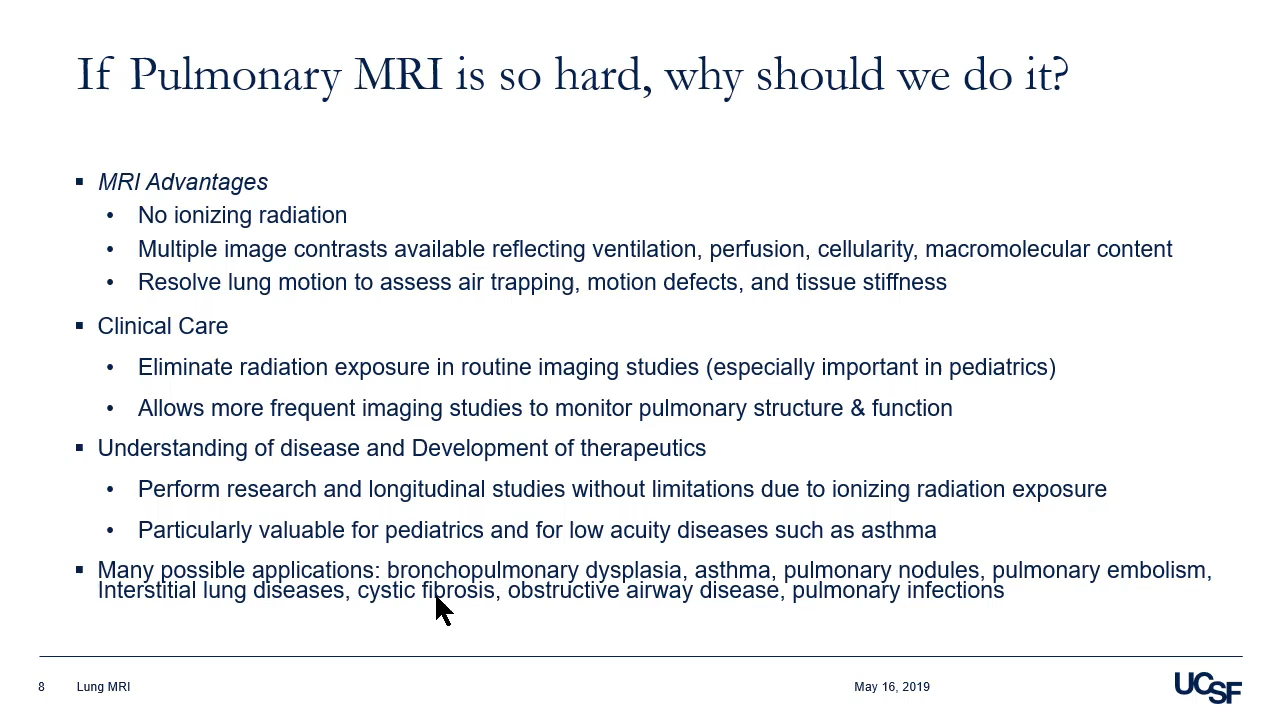 If Pulmonary MRI is so hard, why should we do it?
▪ MRI Advantages
• No ionizing radiation
• Multiple image contrasts available reflecting ventilation, perfusion, cellularity, macromolecular content
• Resolve lung motion to assess air trapping, motion defects, and tissue stiffness
▪ Clinical Care
• Eliminate radiation exposure in routine imaging studies (especially important in pediatrics)
• Allows more frequent imaging studies to monitor pulmonary structure & function
▪ Understanding of disease and Development of therapeutics
• Perform research and longitudinal studies without limitations due to ionizing radiation exposure
• Particularly valuable for pediatrics and for low acuity diseases such as asthma
▪ Many possible applications: bronchopulmonary dysplasia, asthma, pulmonary nodules, pulmonary embolism,
Interstitial lung diseases, cystic fibrosis, obstructive airway disease, pulmonary infections
8 Lung MRI May 16, 2019 UCSF